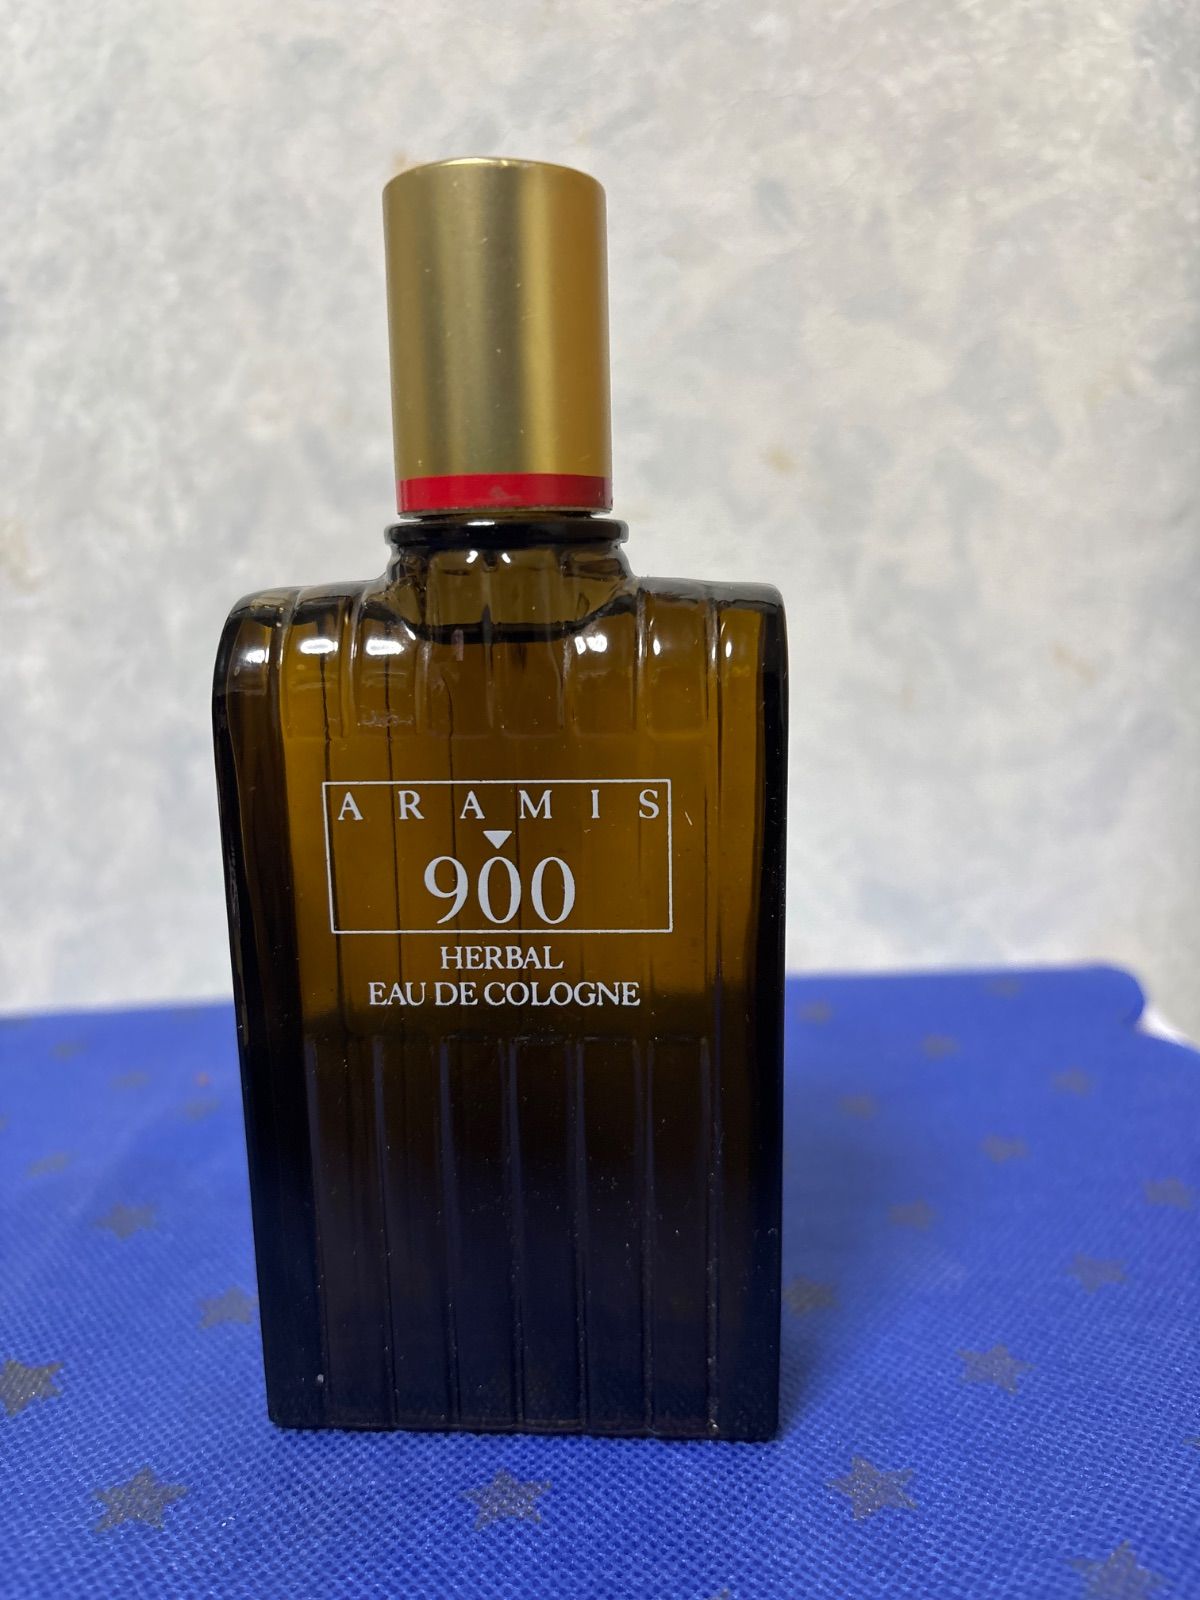 ARAMIS
900
HERBAL
EAU DE COLOGNE